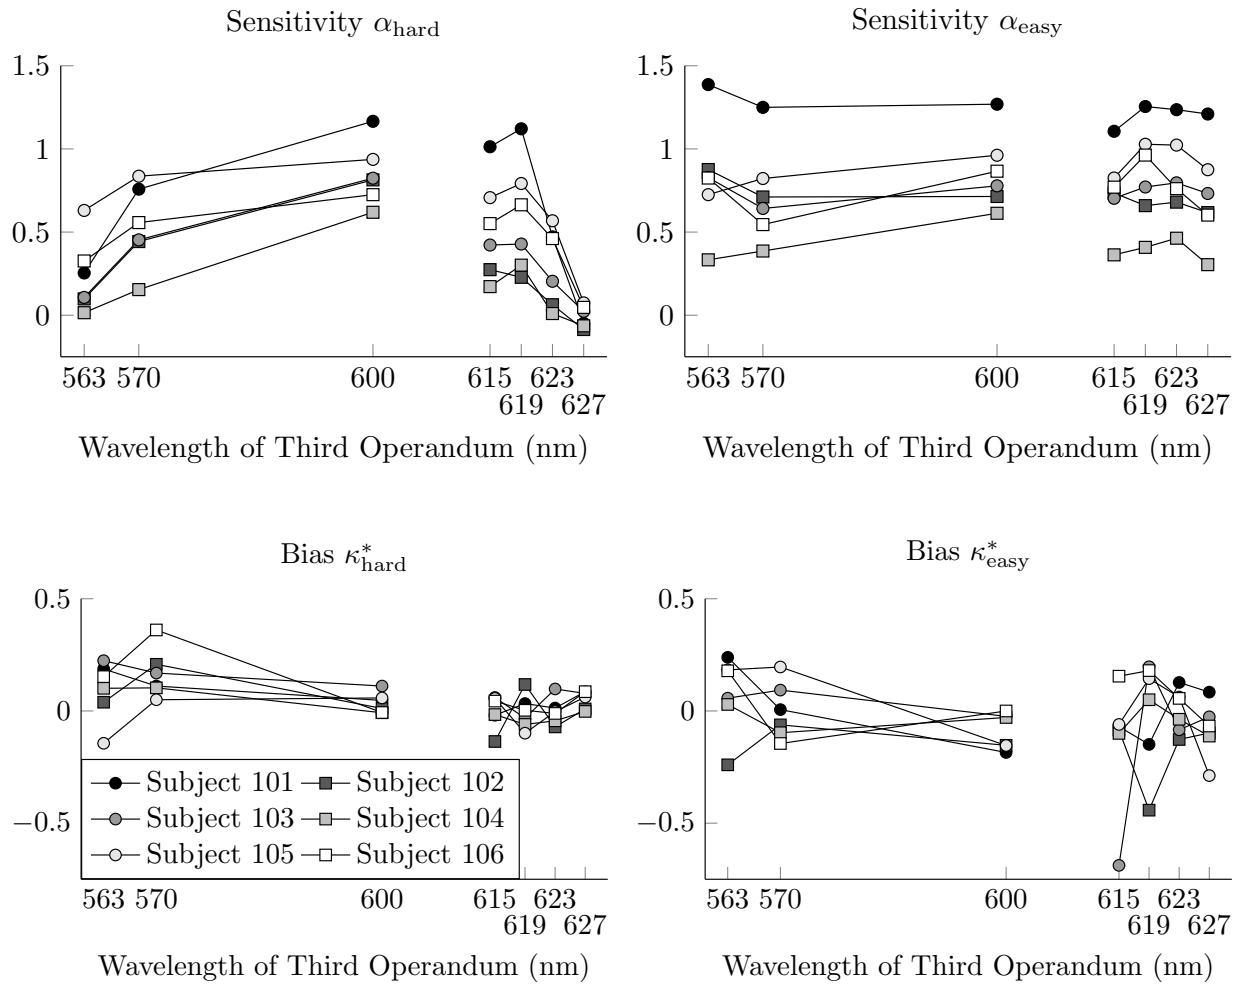 Sensitivity αhard
1.5
1
0.5
0
563 570 600 615 623
619 627
Wavelength of Third Operandum (nm)
Sensitivity αeasy
1.5
1
0.5
0
563 570 600 615 623
619 627
Wavelength of Third Operandum (nm)
Bias κ*hard
0.5
0
−0.5
Subject 101 Subject 102
Subject 103 Subject 104
Subject 105 Subject 106
563 570 600 615 623
619 627
Wavelength of Third Operandum (nm)
Bias κ*easy
0.5
0
−0.5
563 570 600 615 623
619 627
Wavelength of Third Operandum (nm)